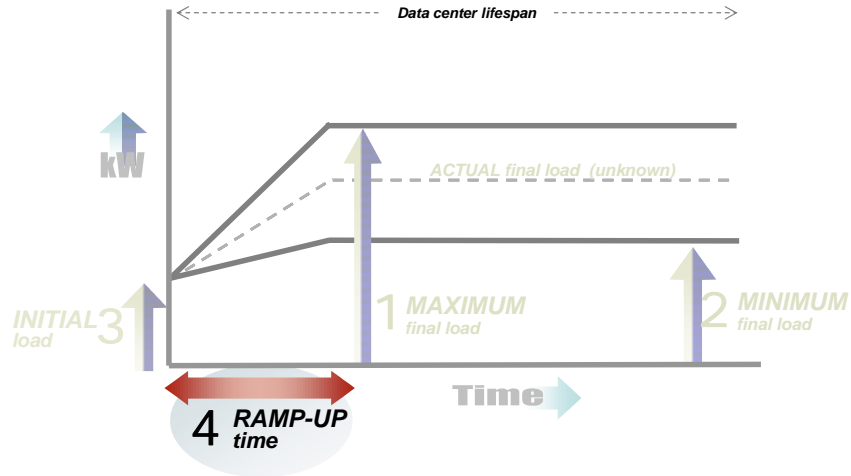 Data center lifespan
kW
ACTUAL final load (unknown)
INITIAL 3
load
1 MAXIMUM
final load
2 MINIMUM
final load
Time
4 RAMP-UP
time